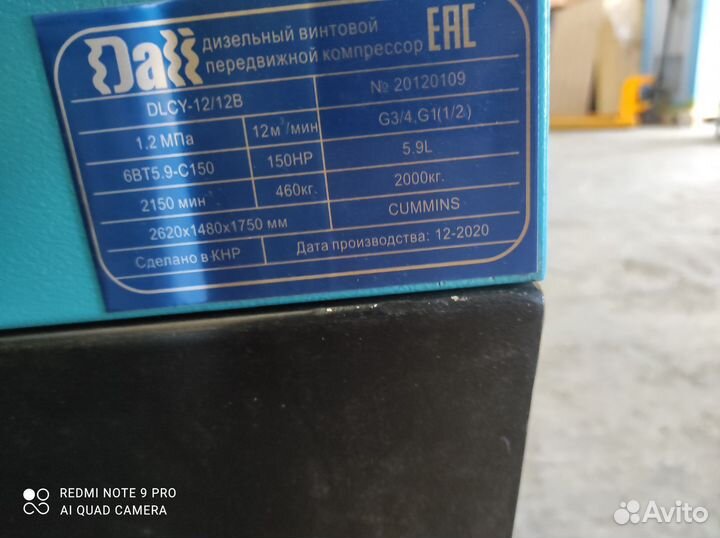 Dali дизельный винтовой
передвижной компрессор EAC
DLCY-12/12B № 20120109
1.2 МПа 12м³/мин G3/4,G1(1/2)
6BT5.9-C150 150HP 5.9L
2150 мин 460кг. 2000кг.
2620x1480x1750 мм CUMMINS
Сделано в КНР Дата производства: 12-2020
REDMI NOTE 9 PRO
AI QUAD CAMERA
Avito